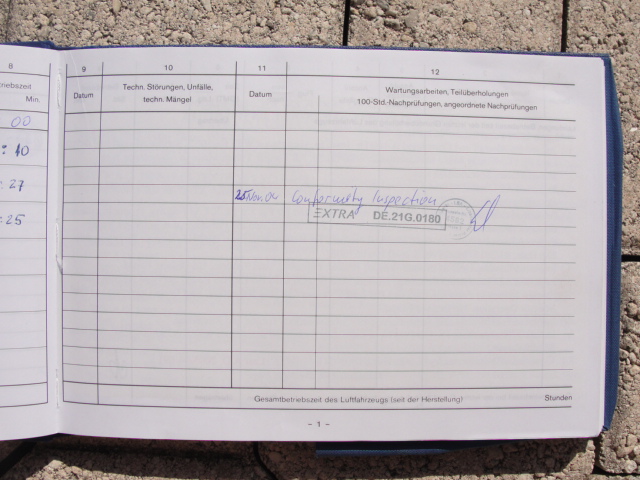 8
9
10
11
12
Datum
Techn. Störungen, Unfälle,
techn. Mängel
Datum
Wartungsarbeiten, Teilüberholungen
100-Std.-Nachprüfungen, angeordnete Nachprüfungen
Min.
00
: 40
: 27
: 25
25 Nov. 04 Conformity Inspection
EXTRA DE.21G.0180
Gesamtbetriebszeit des Luftfahrzeugs (seit der Herstellung) Stunden
– 1 –